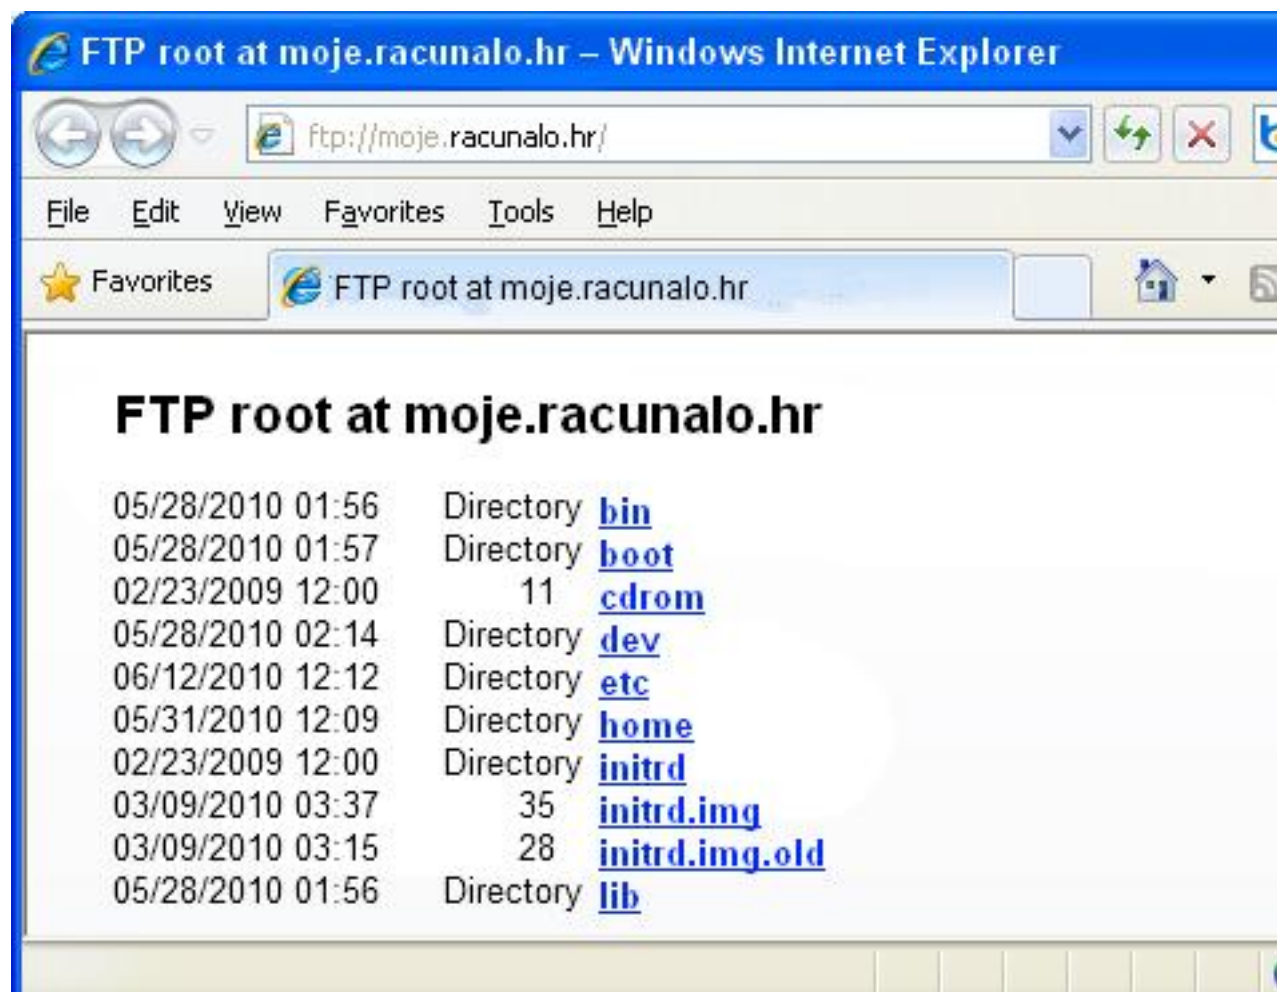 FTP root at moje.racunalo.hr – Windows Internet Explorer
ftp://moje.racunalo.hr/
File Edit View Favorites Tools Help
Favorites FTP root at moje.racunalo.hr
FTP root at moje.racunalo.hr
05/28/2010 01:56 Directory bin
05/28/2010 01:57 Directory boot
02/23/2009 12:00 11 cdrom
05/28/2010 02:14 Directory dev
06/12/2010 12:12 Directory etc
05/31/2010 12:09 Directory home
02/23/2009 12:00 Directory initrd
03/09/2010 03:37 35 initrd.img
03/09/2010 03:15 28 initrd.img.old
05/28/2010 01:56 Directory lib